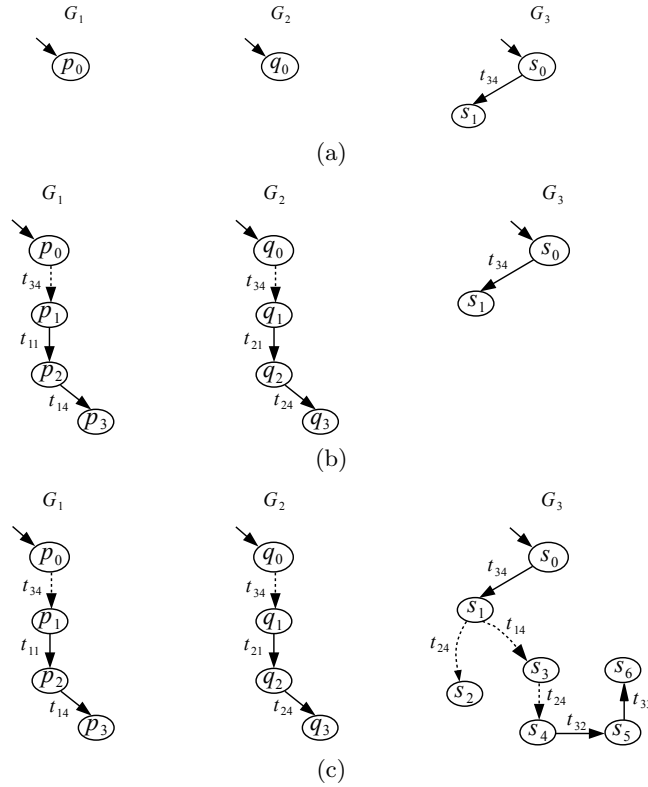 G1 G2 G3
p0 q0 s0
t34
s1
(a)
G1 G2 G3
p0 q0 s0
t34 t34 t34
p1 q1 s1
t11 t21
p2 q2
t14 t24
p3 q3
(b)
G1 G2 G3
p0 q0 s0
t34 t34 t34
p1 q1 s1
t11 t21 t24 t14
p2 q2 s2 s3 s6
t14 t24 t24
p3 q3 s4 t32 s5
(c)